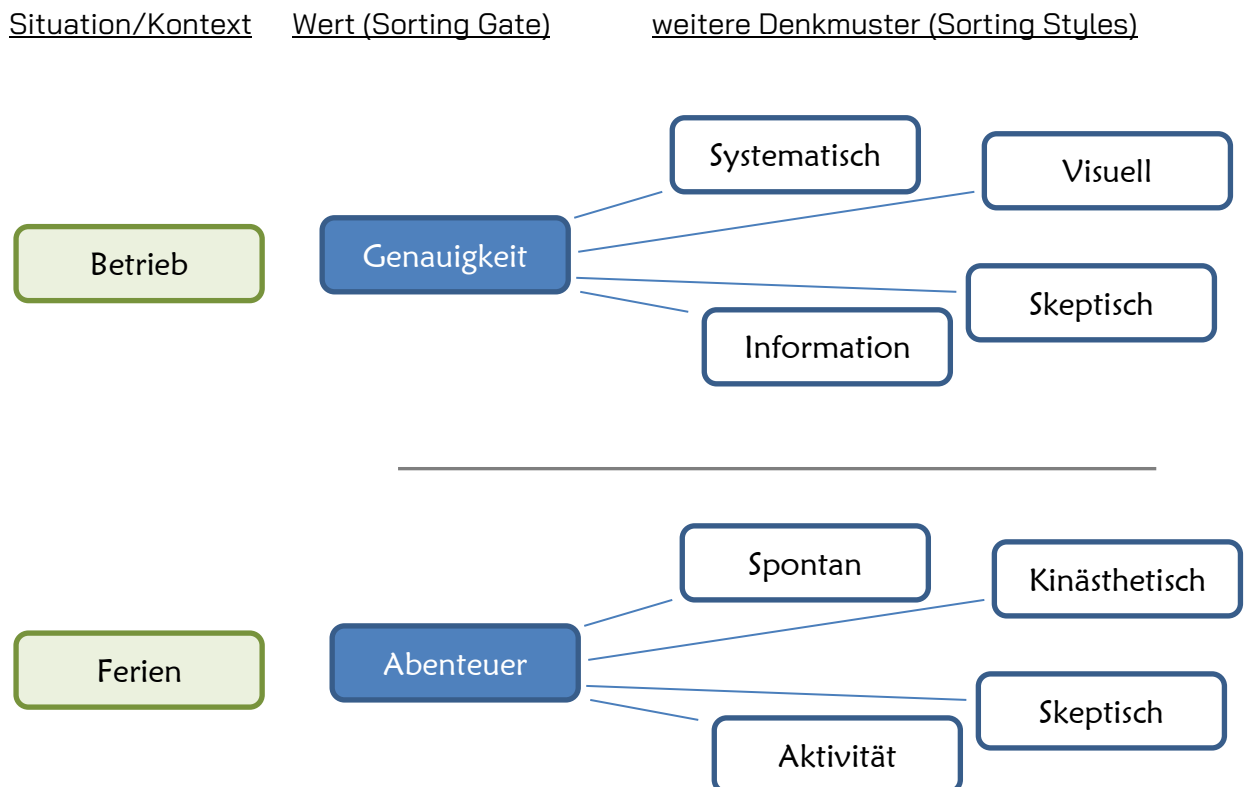 Situation/Kontext Wert (Sorting Gate) weitere Denkmuster (Sorting Styles)
Systematisch
Visuell
Betrieb
Genauigkeit
Skeptisch
Information
Spontan
Kinästhetisch
Ferien
Abenteuer
Skeptisch
Aktivität